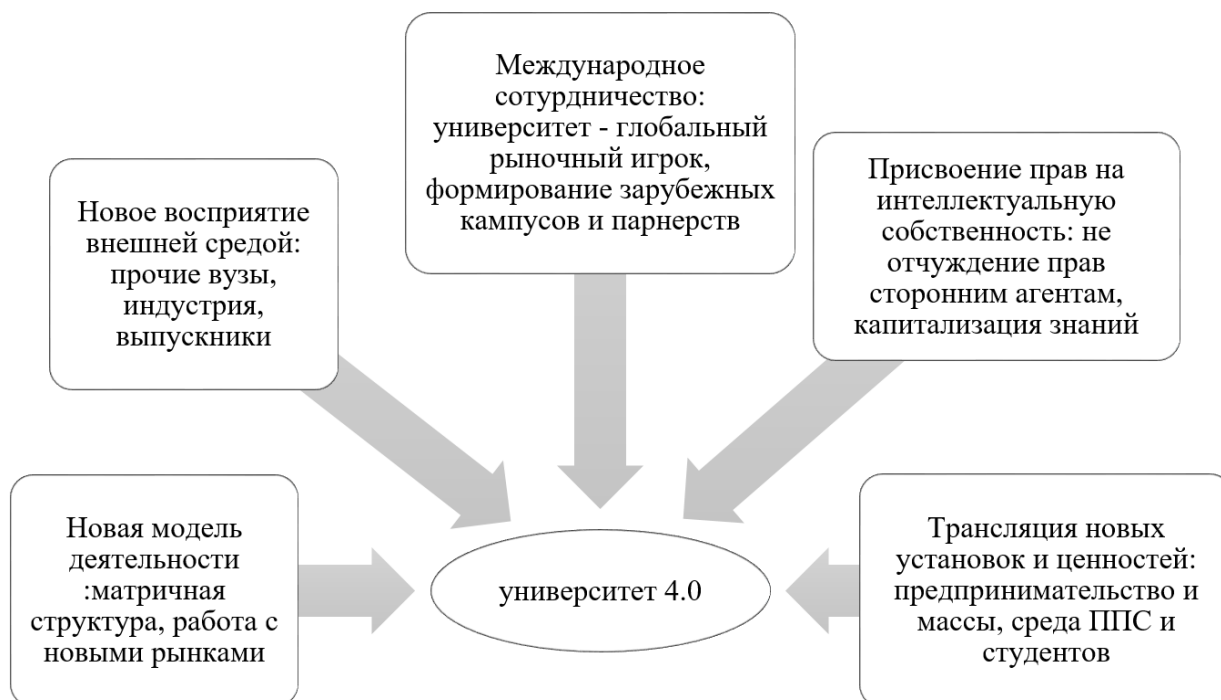 Международное
сотурдничество:
университет - глобальный
рыночный игрок,
формирование зарубежных
кампусов и парнерств
Новое восприятие
внешней средой:
прочие вузы,
индустрия,
выпускники
Присвоение прав на
интеллектуальную
собственность: не
отчуждение прав
сторонним агентам,
капитализация знаний
Новая модель
деятельности
:матричная
структура, работа с
новыми рынками
университет 4.0
Трансляция новых
установок и ценностей:
предпринимательство и
массы, среда ППС и
студентов